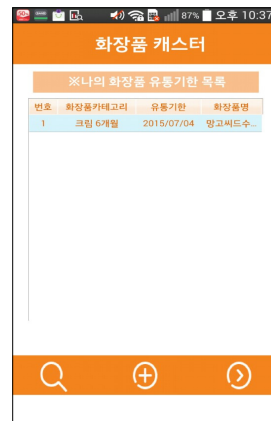 87% 오후 10:37
화장품 캐스터
※나의 화장품 유통기한 목록
번호 화장품카테고리 유통기한 화장품명
1 크림 6개월 2015/07/04 망고씨드수...